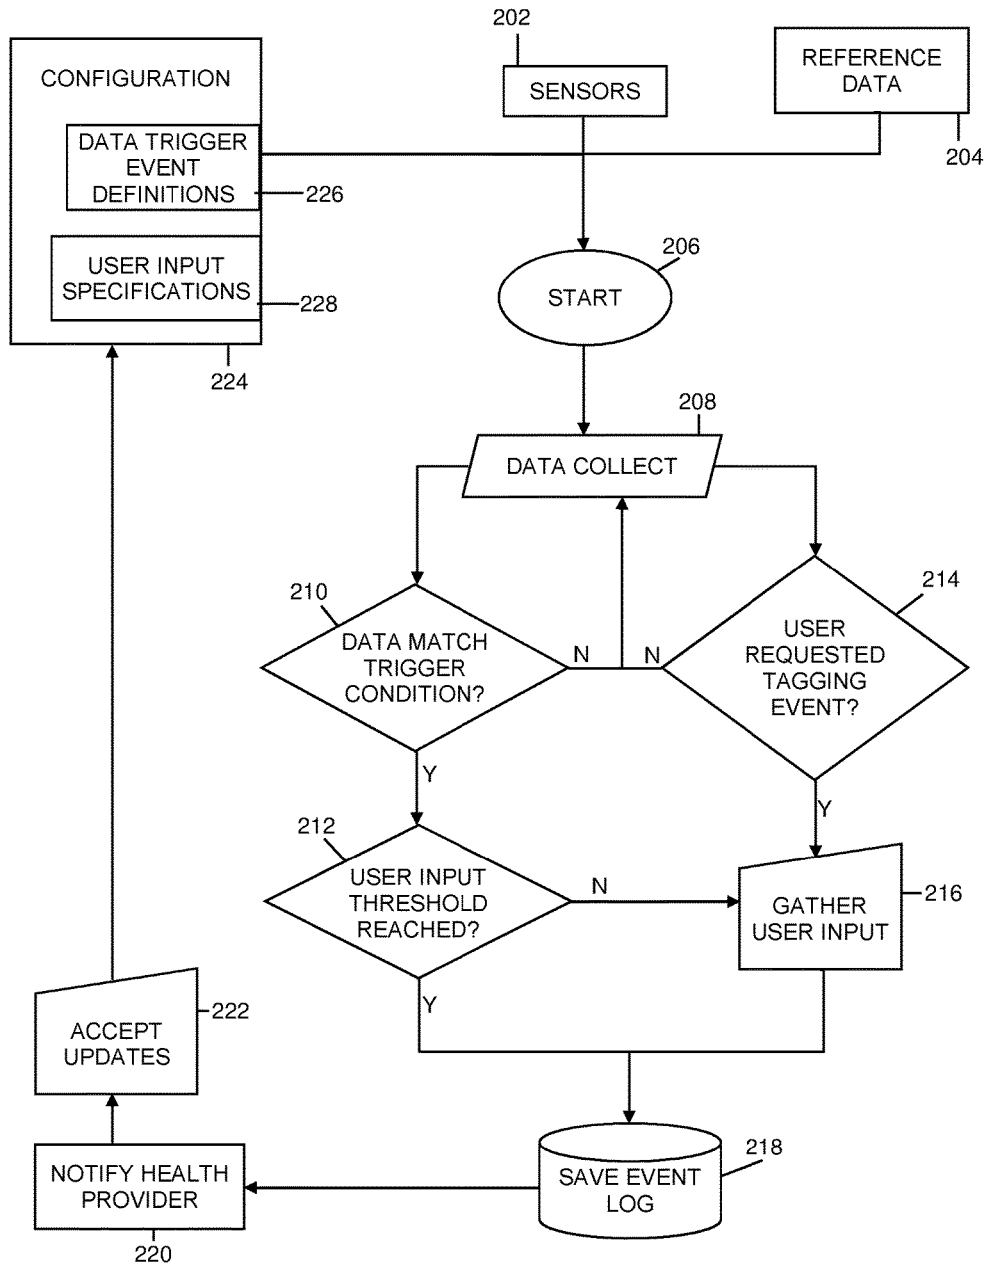 202
CONFIGURATION
SENSORS
REFERENCE
DATA
204
DATA TRIGGER
EVENT
DEFINITIONS
226
USER INPUT
SPECIFICATIONS
228
224
206
START
208
DATA COLLECT
210
DATA MATCH
TRIGGER
CONDITION?
N
N
214
USER
REQUESTED
TAGGING
EVENT?
Y
Y
212
USER INPUT
THRESHOLD
REACHED?
N
216
GATHER
USER INPUT
Y
222
ACCEPT
UPDATES
218
SAVE EVENT
LOG
NOTIFY HEALTH
PROVIDER
220